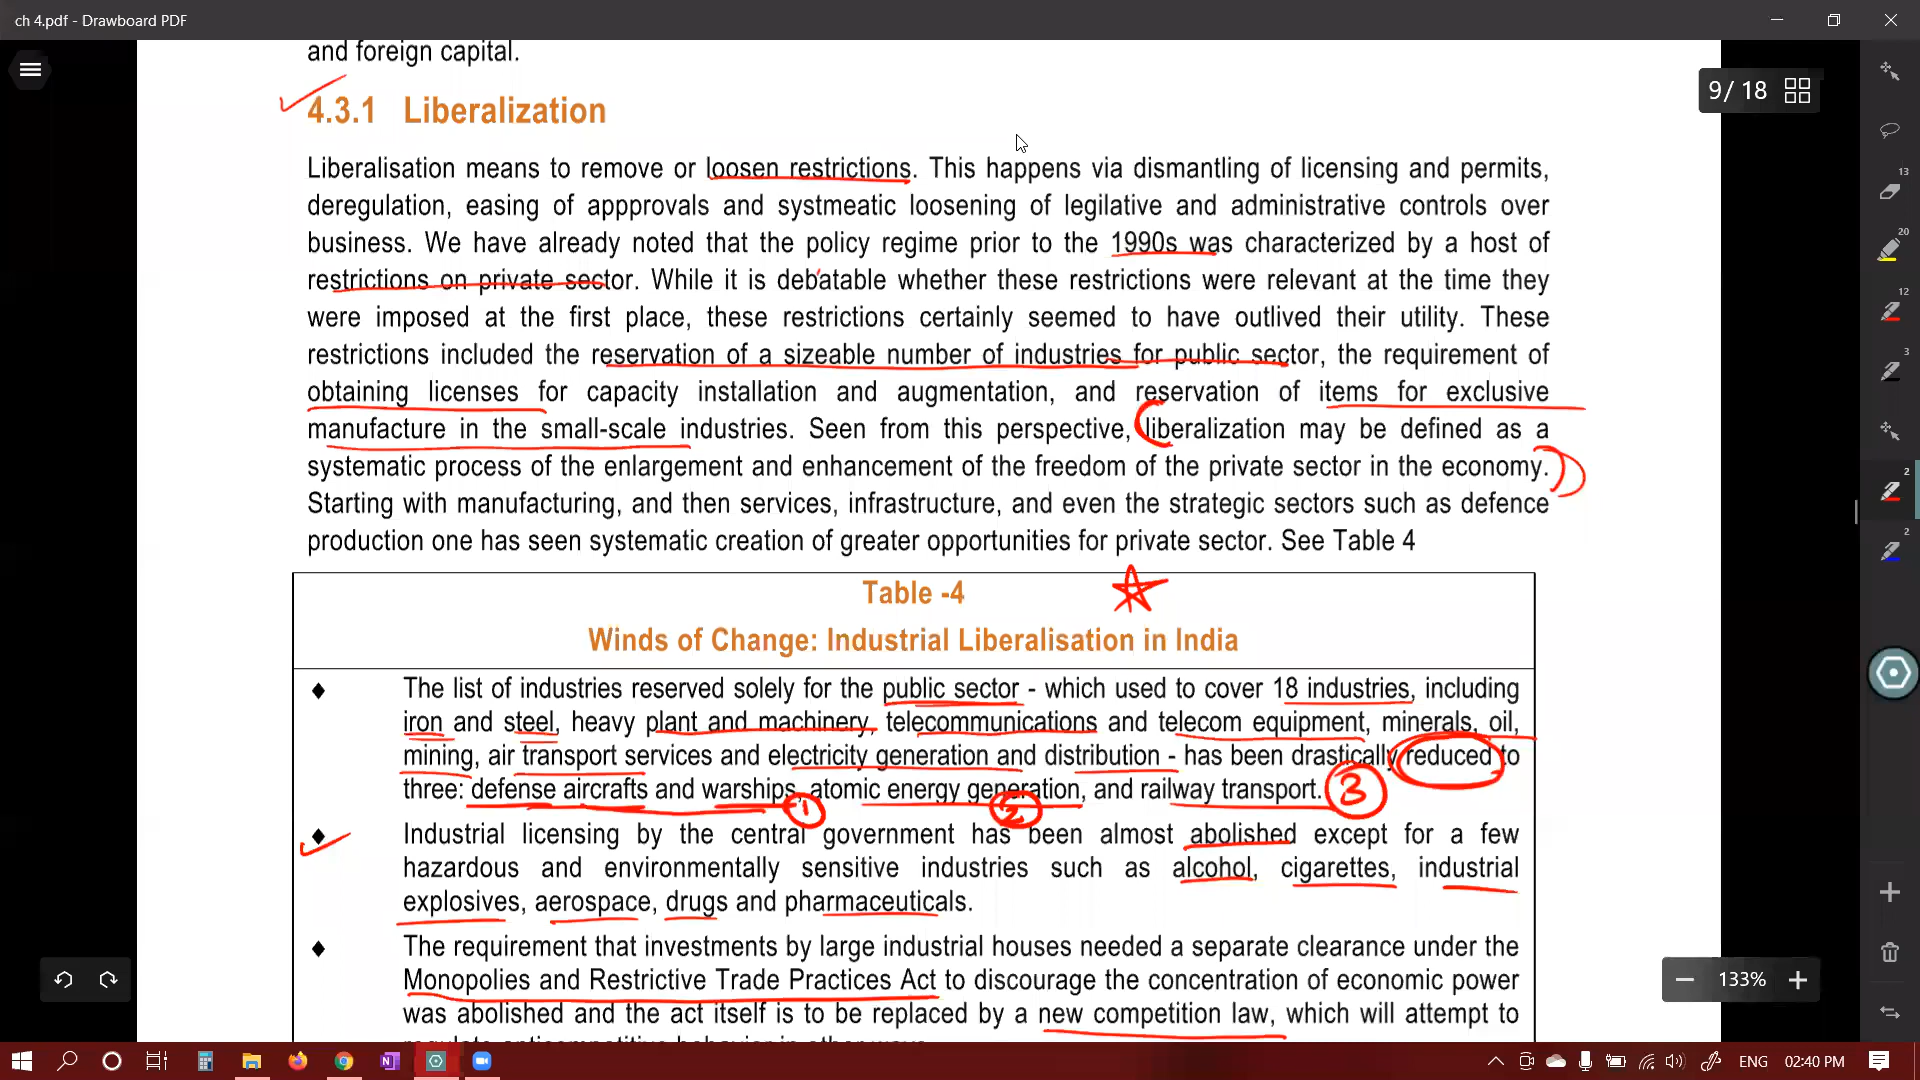 ch 4.pdf - Drawboard PDF
and foreign capital.
9/ 18
4.3.1 Liberalization
Liberalisation means to remove or loosen restrictions. This happens via dismantling of licensing and permits,
deregulation, easing of appprovals and systmeatic loosening of legilative and administrative controls over
business. We have already noted that the policy regime prior to the 1990s was characterized by a host of
restrictions on private sector. While it is debatable whether these restrictions were relevant at the time they
were imposed at the first place, these restrictions certainly seemed to have outlived their utility. These
restrictions included the reservation of a sizeable number of industries for public sector, the requirement of
obtaining licenses for capacity installation and augmentation, and reservation of items for exclusive
manufacture in the small-scale industries. Seen from this perspective, liberalization may be defined as a
systematic process of the enlargement and enhancement of the freedom of the private sector in the economy.
Starting with manufacturing, and then services, infrastructure, and even the strategic sectors such as defence
production one has seen systematic creation of greater opportunities for private sector. See Table 4
Table -4
Winds of Change: Industrial Liberalisation in India
The list of industries reserved solely for the public sector - which used to cover 18 industries, including
iron and steel, heavy plant and machinery, telecommunications and telecom equipment, minerals, oil,
mining, air transport services and electricity generation and distribution - has been drastically reduced to
three: defense aircrafts and warships, atomic energy generation, and railway transport. 3
1 2
Industrial licensing by the central government has been almost abolished except for a few
hazardous and environmentally sensitive industries such as alcohol, cigarettes, industrial
explosives, aerospace, drugs and pharmaceuticals.
The requirement that investments by large industrial houses needed a separate clearance under the
Monopolies and Restrictive Trade Practices Act to discourage the concentration of economic power
was abolished and the act itself is to be replaced by a new competition law, which will attempt to
13
20
12
3
2
2
133%
ENG 02:40 PM